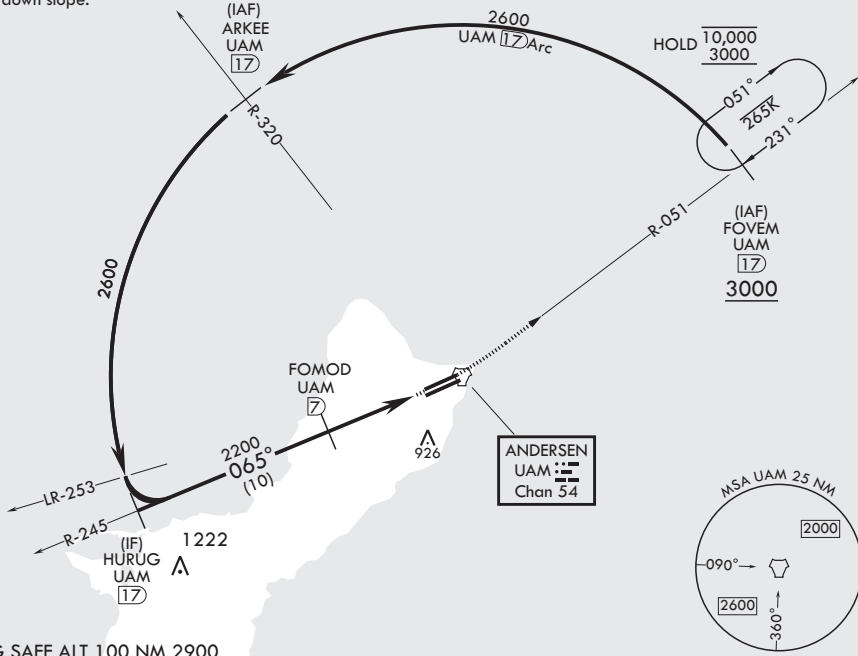 down slope.
(IAF)
ARKEE
UAM
17
2600
UAM 17 Arc
HOLD 10,000
3000
051°
265K
231°
R-320
R-051
(IAF)
FOVEM
UAM
17
3000
2600
FOMOD
UAM
7
2200
065°
(10)
926
ANDERSEN
UAM
Chan 54
LR-253
R-245
(IF)
HURUG
UAM
17
1222
MSA UAM 25 NM
2000
090°
2600
360°
SAFE ALT 100 NM 2900